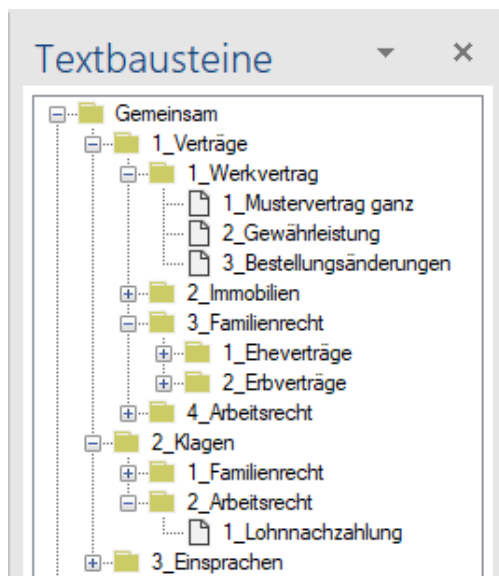 Textbausteine
Gemeinsam
1_Verträge
1_Werkvertrag
1_Mustervertrag ganz
2_Gewährleistung
3_Bestellungsänderungen
2_Immobilien
3_Familienrecht
1_Eheverträge
2_Erbverträge
4_Arbeitsrecht
2_Klagen
1_Familienrecht
2_Arbeitsrecht
1_Lohnnachzahlung
3_Einsprachen